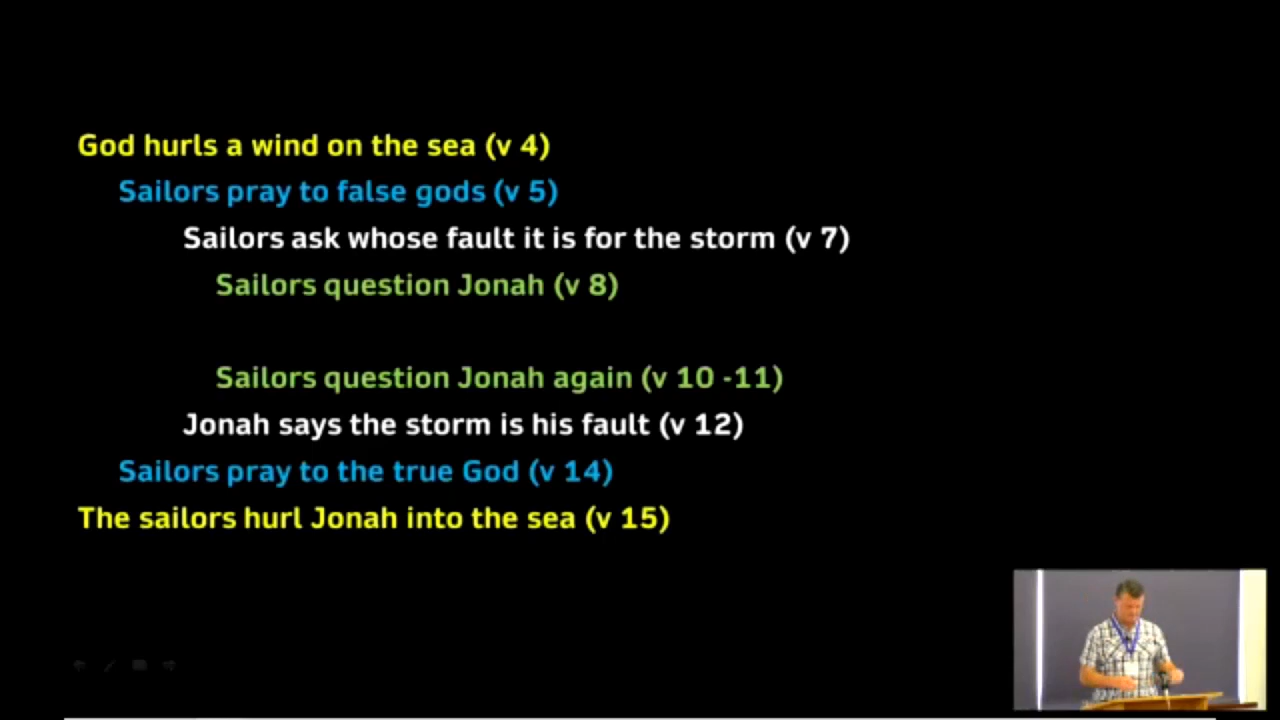 God hurls a wind on the sea (v 4)
Sailors pray to false gods (v 5)
Sailors ask whose fault it is for the storm (v 7)
Sailors question Jonah (v 8)
Sailors question Jonah again (v 10 -11)
Jonah says the storm is his fault (v 12)
Sailors pray to the true God (v 14)
The sailors hurl Jonah into the sea (v 15)